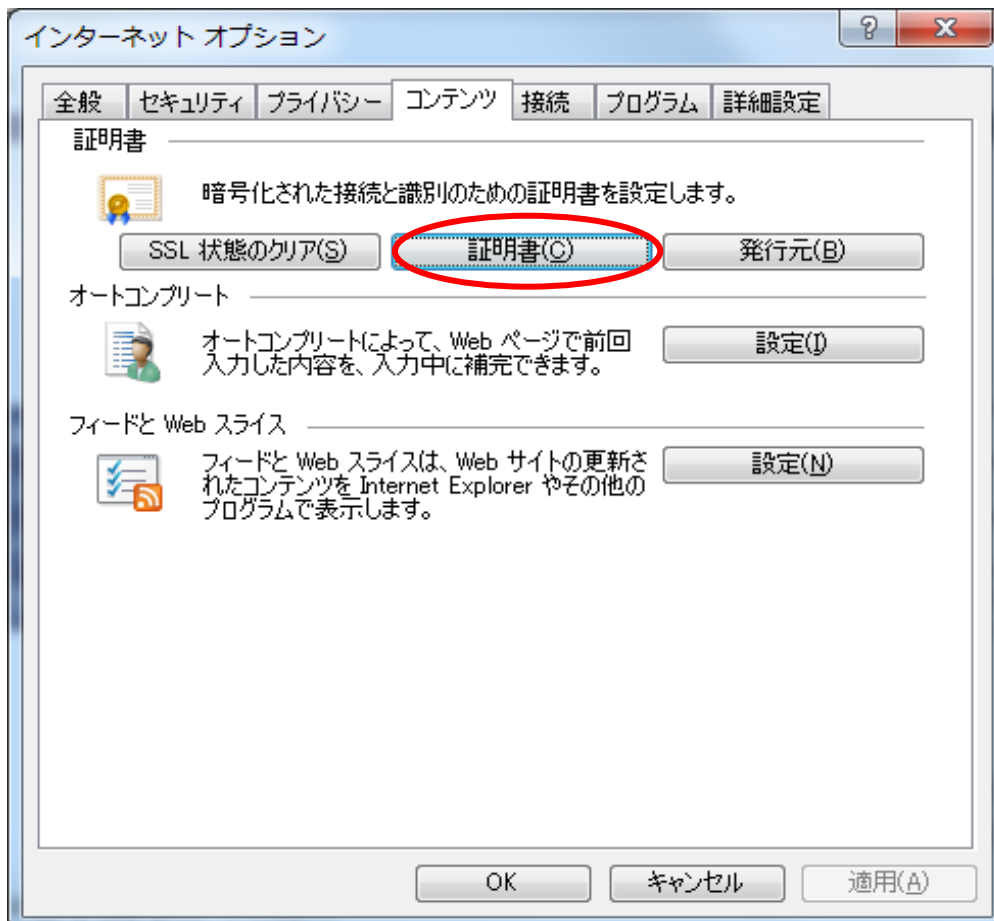 インターネット オプション
全般 セキュリティ プライバシー コンテンツ 接続 プログラム 詳細設定
証明書
暗号化された接続と識別のための証明書を設定します。
SSL 状態のクリア(S) 証明書(C) 発行元(B)
オートコンプリート
オートコンプリートによって、Web ページで前回
入力した内容を、入力中に補完できます。
設定(I)
フィードと Web スライス
フィードと Web スライスは、Web サイトの更新さ
れたコンテンツを Internet Explorer やその他の
プログラムで表示します。
設定(N)
OK キャンセル 適用(A)